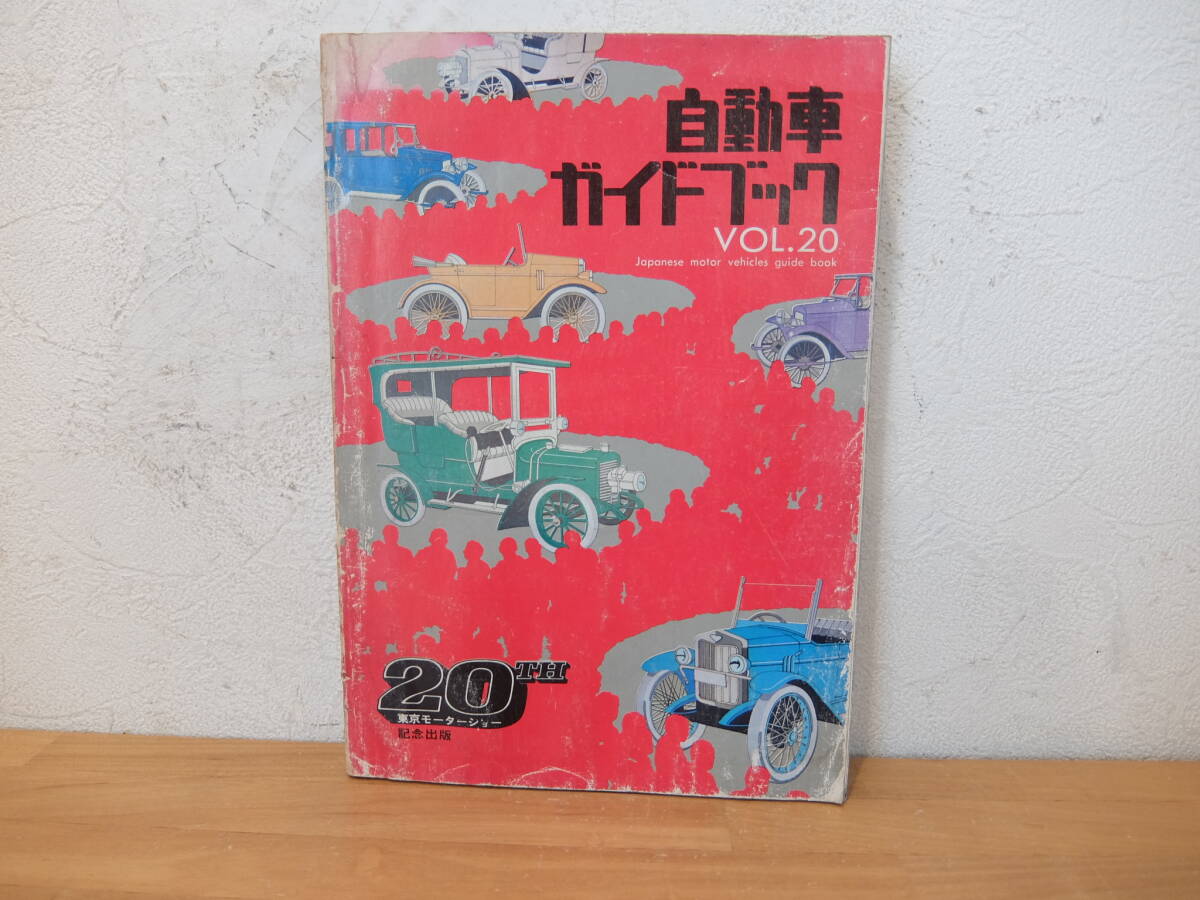 自動車
ガイドブック
VOL.20
Japanese motor vehicles guide book
20TH
東京モーターショー
記念出版